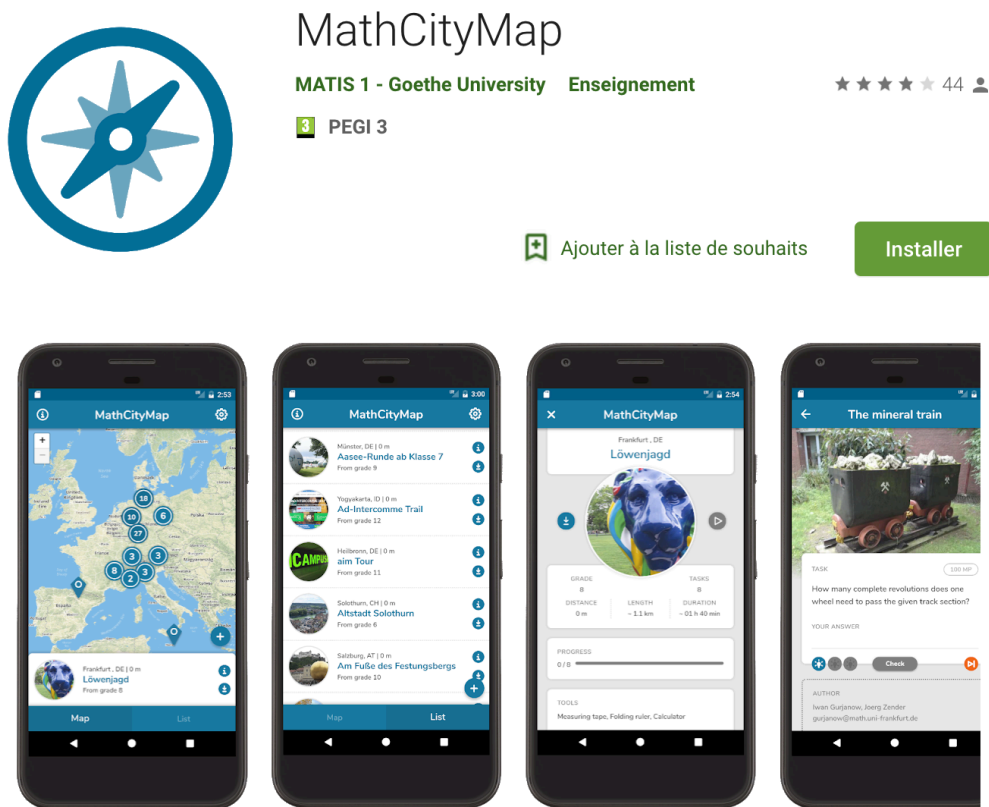 MathCityMap
MATIS 1 - Goethe University Enseignement
44
3 PEGI 3
Ajouter à la liste de souhaits
Installer
2:53
MathCityMap
+
-
18
10
6
27
3
3
8
3
2
España
Italia
Polska
+
Frankfurt , DE | 0 m
Löwenjagd
From grade 8
Map List
3:00
MathCityMap
Münster, DE | 0 m
Aasee-Runde ab Klasse 7
From grade 9
Yogyakarta, ID | 0 m
Ad-Intercomme Trail
From grade 12
CAMPUS
Heilbronn, DE | 0 m
aim Tour
From grade 11
Solothurn, CH | 0 m
Altstadt Solothurn
From grade 6
Salzburg, AT | 0 m
Am Fuße des Festungsbergs
From grade 10
+
Map List
2:54
MathCityMap
Frankfurt , DE
Löwenjagd
GRADE TASKS
8 8
DISTANCE LENGTH DURATION
0 m ~ 1.1 km ~ 01 h 40 min
PROGRESS
0/8
TOOLS
Measuring tape, Folding ruler, Calculator
The mineral train
TASK 100 MP
How many complete revolutions does one
wheel need to pass the given track section?
YOUR ANSWER
Check
AUTHOR
Iwan Gurjanow, Joerg Zender
gurjanow@math.uni-frankfurt.de